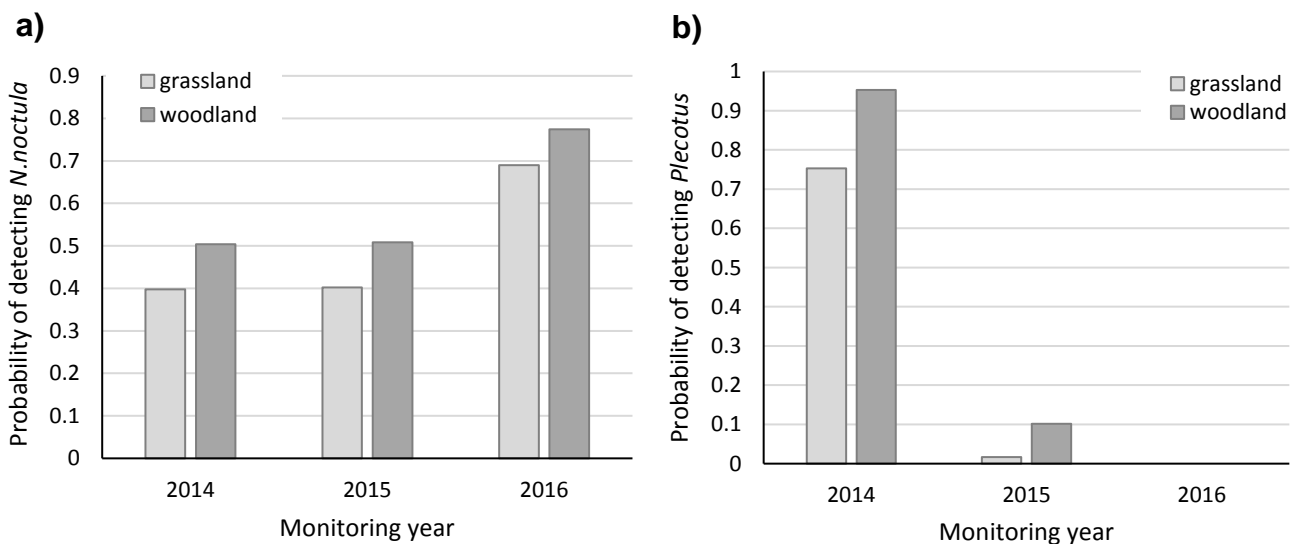 a)
Probability of detecting N.noctula
0.9
0.8
0.7
0.6
0.5
0.4
0.3
0.2
0.1
0
grassland
woodland
2014 2015 2016
Monitoring year
b)
Probability of detecting Plecotus
1
0.9
0.8
0.7
0.6
0.5
0.4
0.3
0.2
0.1
0
grassland
woodland
2014 2015 2016
Monitoring year